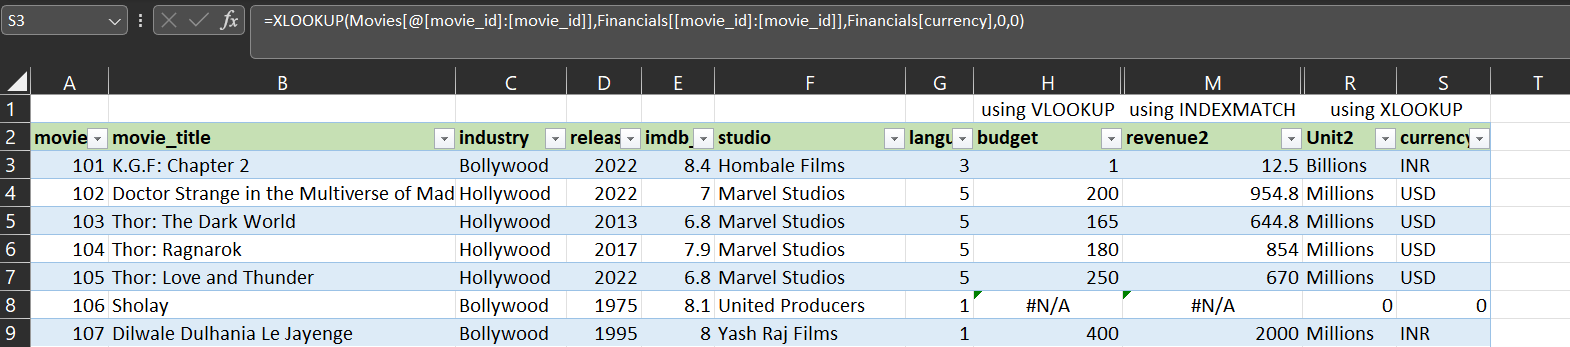 S3 fx =XLOOKUP(Movies[@[movie_id]:[movie_id]],Financials[[movie_id]:[movie_id]],Financials[currency],0,0)
A B C D E F G H M R S T
1 using VLOOKUP using INDEXMATCH using XLOOKUP
2 movie movie_title industry releas imdb_ studio langu budget revenue2 Unit2 currency
3 101 K.G.F: Chapter 2 Bollywood 2022 8.4 Hombale Films 3 1 12.5 Billions INR
4 102 Doctor Strange in the Multiverse of Mad Hollywood 2022 7 Marvel Studios 5 200 954.8 Millions USD
5 103 Thor: The Dark World Hollywood 2013 6.8 Marvel Studios 5 165 644.8 Millions USD
6 104 Thor: Ragnarok Hollywood 2017 7.9 Marvel Studios 5 180 854 Millions USD
7 105 Thor: Love and Thunder Hollywood 2022 6.8 Marvel Studios 5 250 670 Millions USD
8 106 Sholay Bollywood 1975 8.1 United Producers 1 #N/A #N/A 0 0
9 107 Dilwale Dulhania Le Jayenge Bollywood 1995 8 Yash Raj Films 1 400 2000 Millions INR